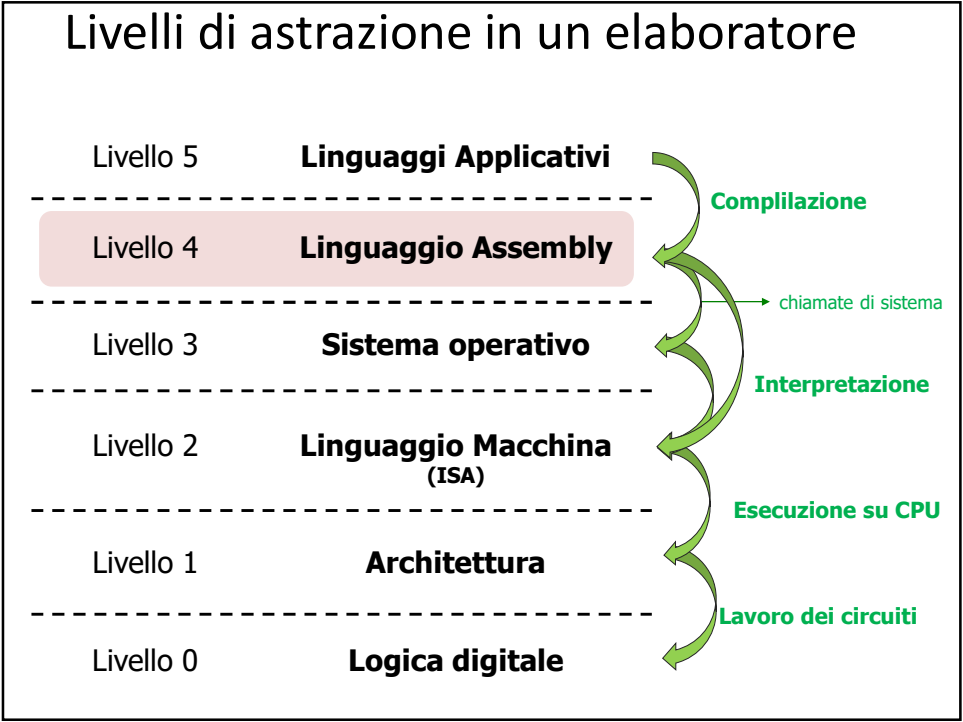 Livelli di astrazione in un elaboratore
Livello 5 Linguaggi Applicativi
Complilazione
Livello 4 Linguaggio Assembly
chiamate di sistema
Livello 3 Sistema operativo
Interpretazione
Livello 2 Linguaggio Macchina
(ISA)
Esecuzione su CPU
Livello 1 Architettura
Lavoro dei circuiti
Livello 0 Logica digitale